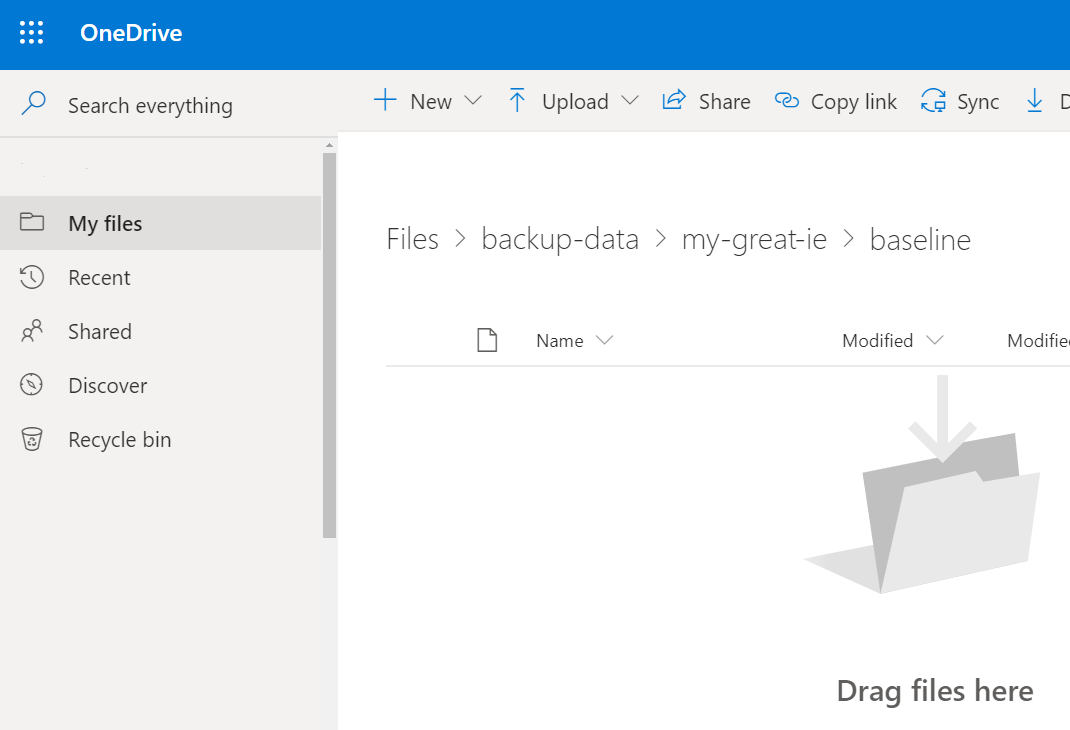 OneDrive
Search everything
New Upload Share Copy link Sync D
My files
Recent
Shared
Discover
Recycle bin
Files > backup-data > my-great-ie > baseline
Name Modified Modifie
Drag files here